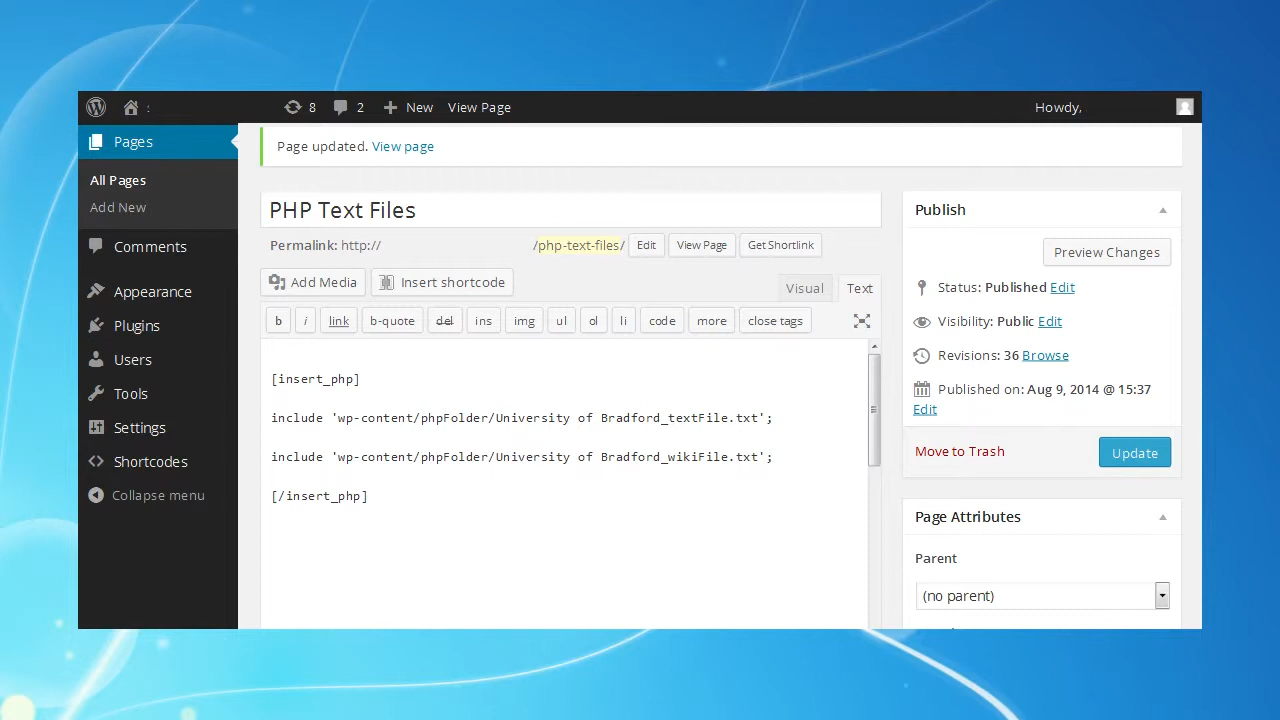 8 2 New View Page Howdy,
Pages
Page updated. View page
All Pages
Add New
PHP Text Files
Publish
Permalink: http:// /php-text-files/ Edit View Page Get Shortlink
Comments
Preview Changes
Add Media Insert shortcode
Visual Text
Status: Published Edit
Appearance
b i link b-quote del ins img ul ol li code more close tags
Visibility: Public Edit
Plugins
Revisions: 36 Browse
Users
[insert_php]
Published on: Aug 9, 2014 @ 15:37
Edit
Tools
include 'wp-content/phpFolder/University of Bradford_textFile.txt';
Settings
Move to Trash Update
include 'wp-content/phpFolder/University of Bradford_wikiFile.txt';
Shortcodes
[/insert_php]
Collapse menu
Page Attributes
Parent
(no parent)